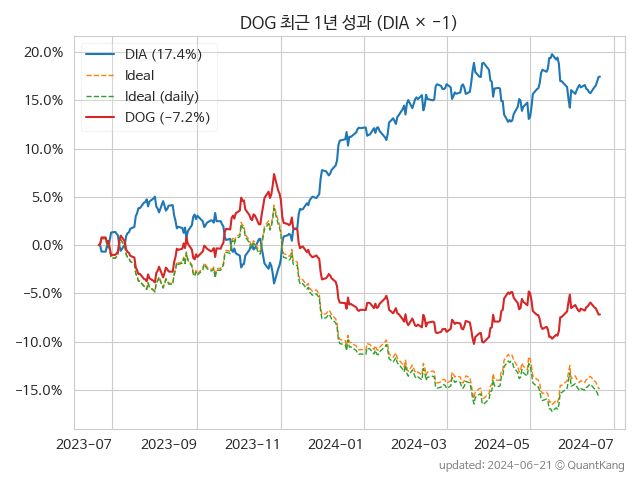 DOG 최근 1년 성과 (DIA × −1)
20.0%
15.0%
10.0%
5.0%
0.0%
−5.0%
−10.0%
−15.0%
DIA (17.4%)
Ideal
Ideal (daily)
DOG (−7.2%)
2023-07
2023-09
2023-11
2024-01
2024-03
2024-05
2024-07
updated: 2024-06-21 © QuantKang